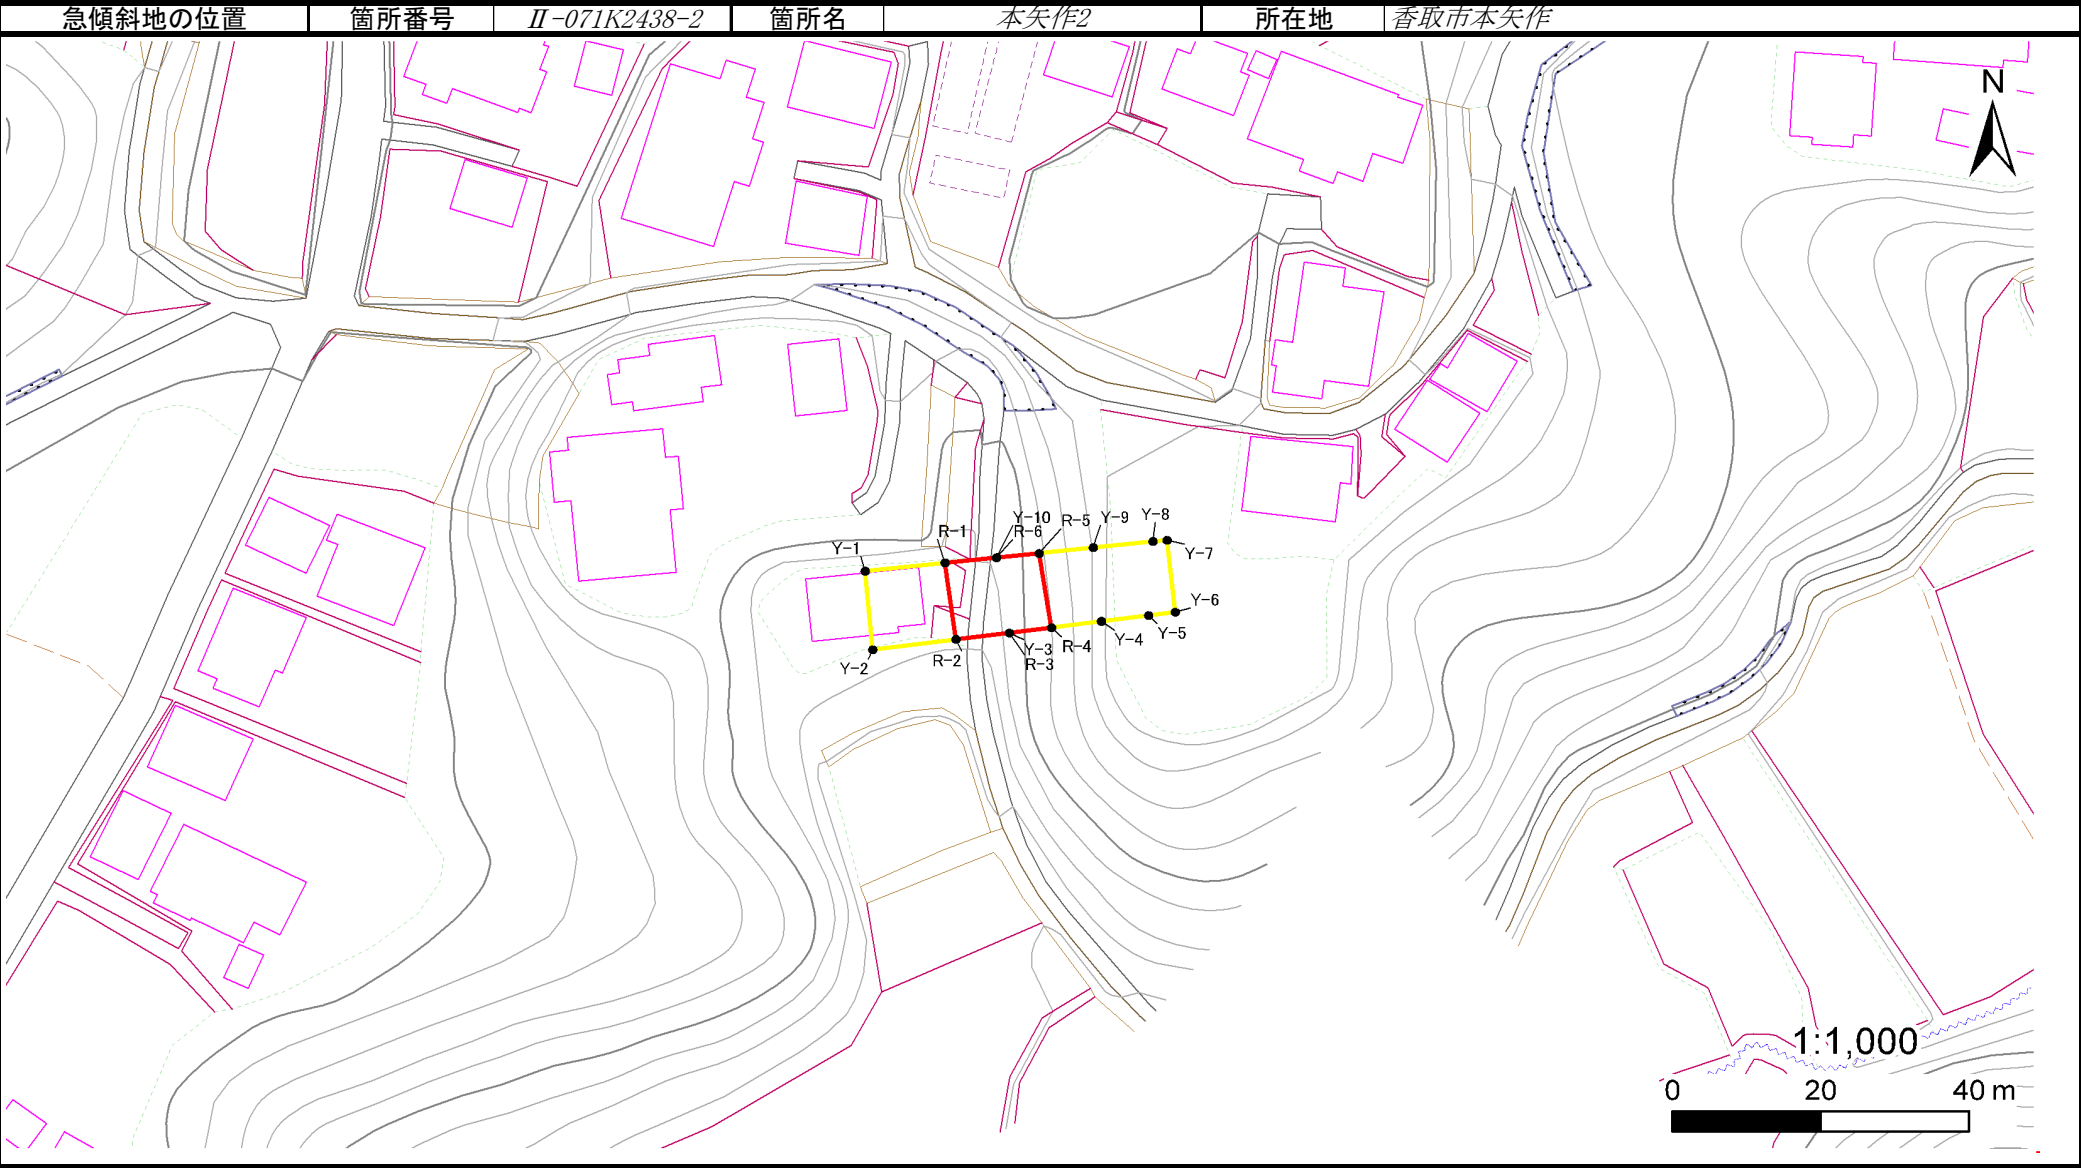 急傾斜地の位置 箇所番号 Ⅱ-071K2438-2 箇所名 本矢作2 所在地 香取市本矢作
N
Y-1
R-1
Y-10
R-6
R-5
Y-9
Y-8
Y-7
Y-6
Y-5
Y-4
R-4
Y-3
R-3
R-2
Y-2
1:1,000
0 20 40 m